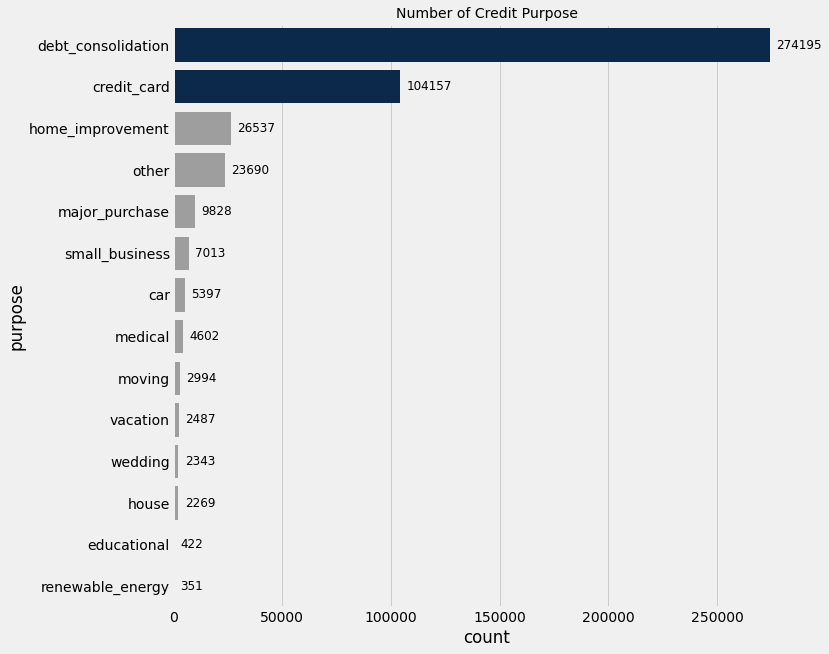 Number of Credit Purpose
debt_consolidation 274195
credit_card 104157
home_improvement 26537
other 23690
major_purchase 9828
small_business 7013
car 5397
medical 4602
moving 2994
vacation 2487
wedding 2343
house 2269
educational 422
renewable_energy 351
purpose
0 50000 100000 150000 200000 250000
count